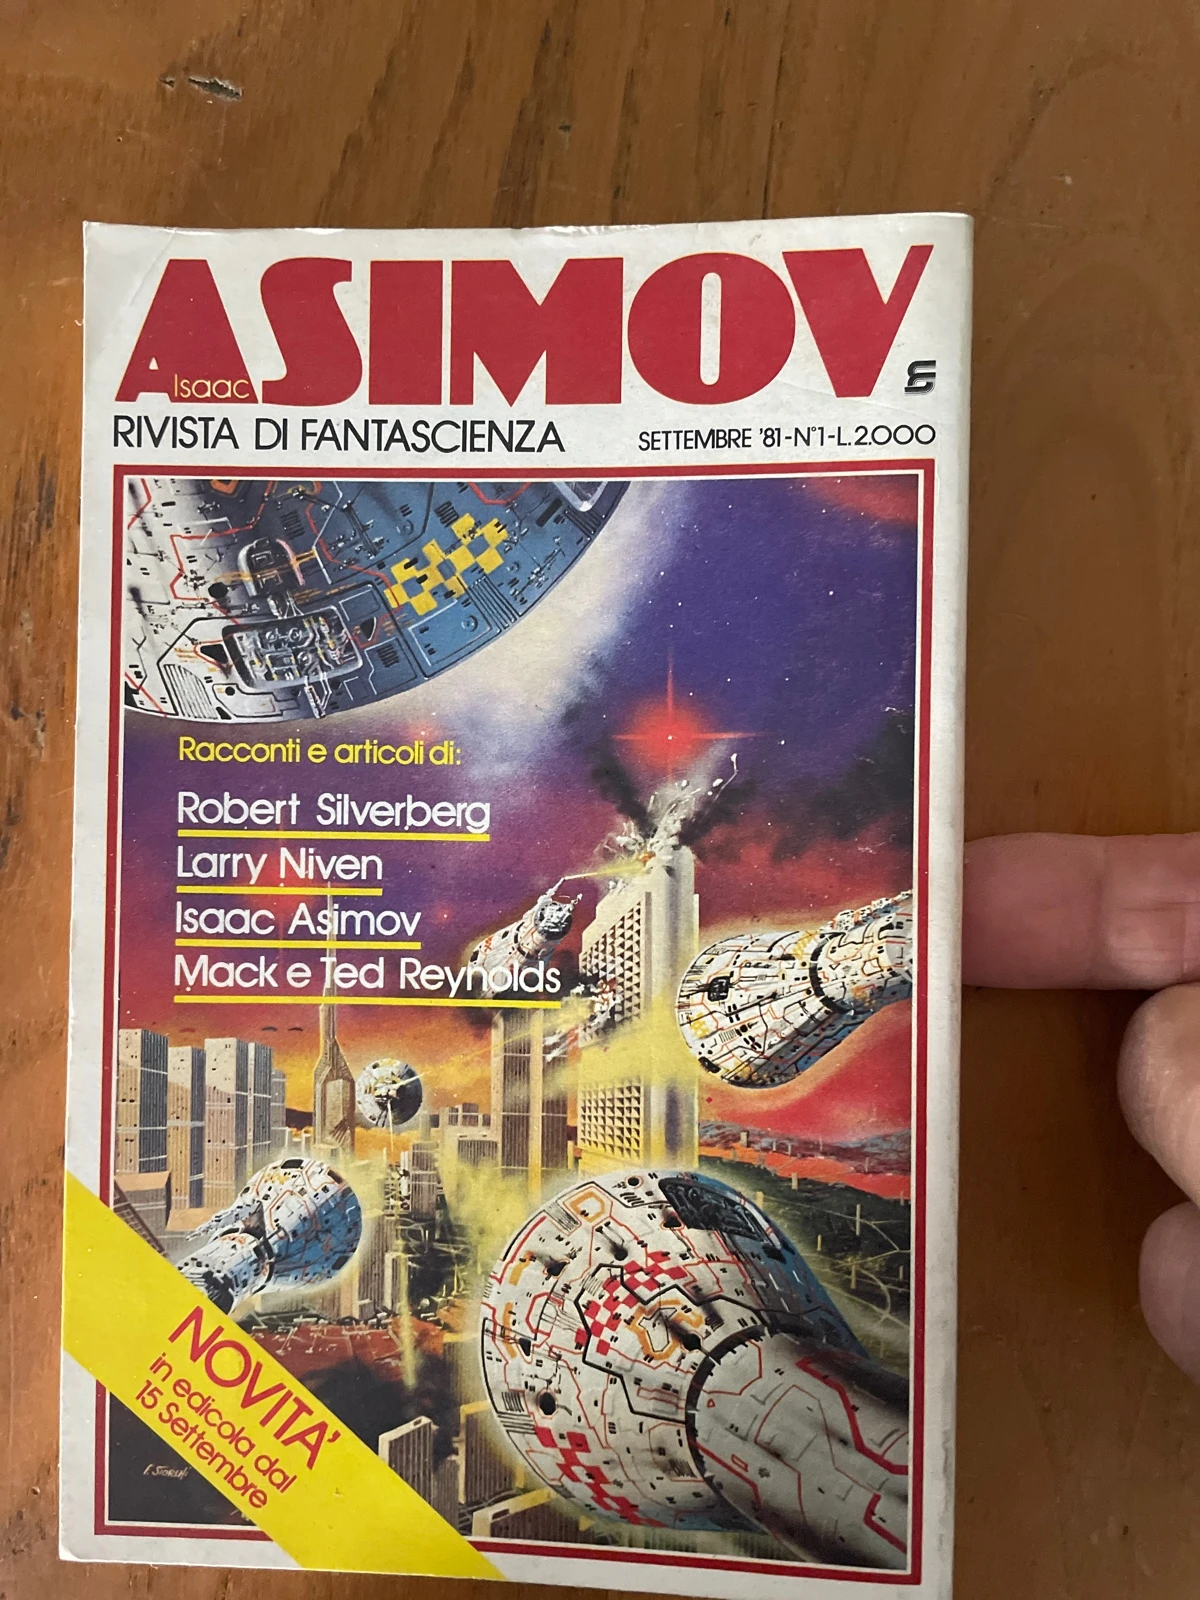 ASIMOV
Isaac
RIVISTA DI FANTASCIENZA
SETTEMBRE '81-N°1-L.2.000
Racconti e articoli di:
Robert Silverberg
Larry Niven
Isaac Asimov
Mack e Ted Reynolds
NOVITA'
in edicola dal
15 Settembre